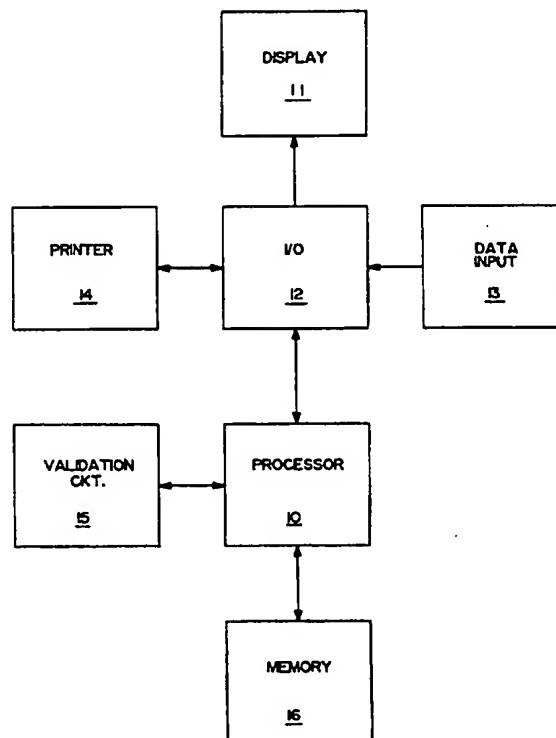 DISPLAY
11
PRINTER
14
I/O
12
DATA
INPUT
13
VALIDATION
CKT.
15
PROCESSOR
10
MEMORY
16